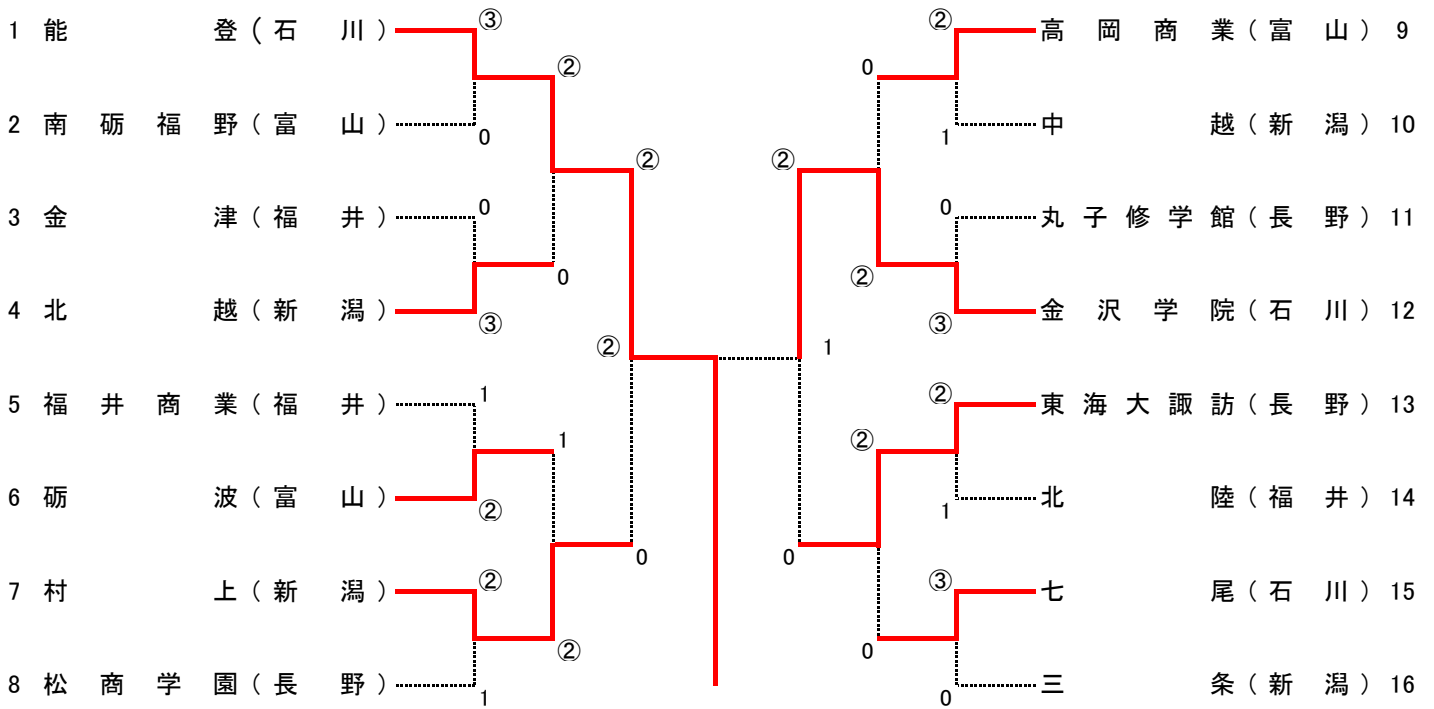 ③ ②
1 能登(石川) 高岡商業(富山) 9
② 0
2 南砺福野(富山) 中越(新潟) 10
0 1
② ②
0 0
3 金津(福井) 丸子修学館(長野) 11
0 ②
4 北越(新潟) 金沢学院(石川) 12
③ ③
② 1
1 ②
5 福井商業(福井) 東海大諏訪(長野) 13
1 ②
6 砺波(富山) 北陸(福井) 14
② 1
0 0
② ③
7 村上(新潟) 七尾(石川) 15
② 0
8 松商学園(長野) 三条(新潟) 16
1 0